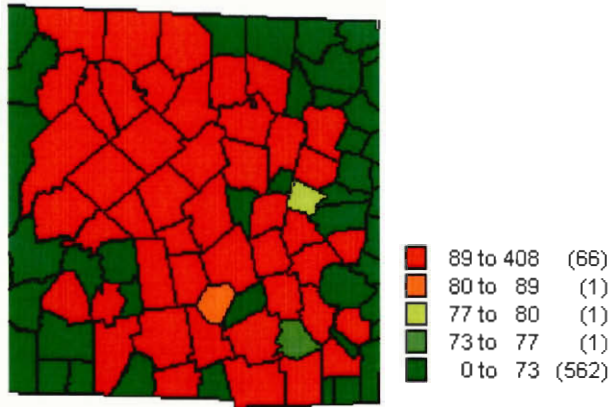 89 to 408 (66)
80 to 89 (1)
77 to 80 (1)
73 to 77 (1)
0 to 73 (562)